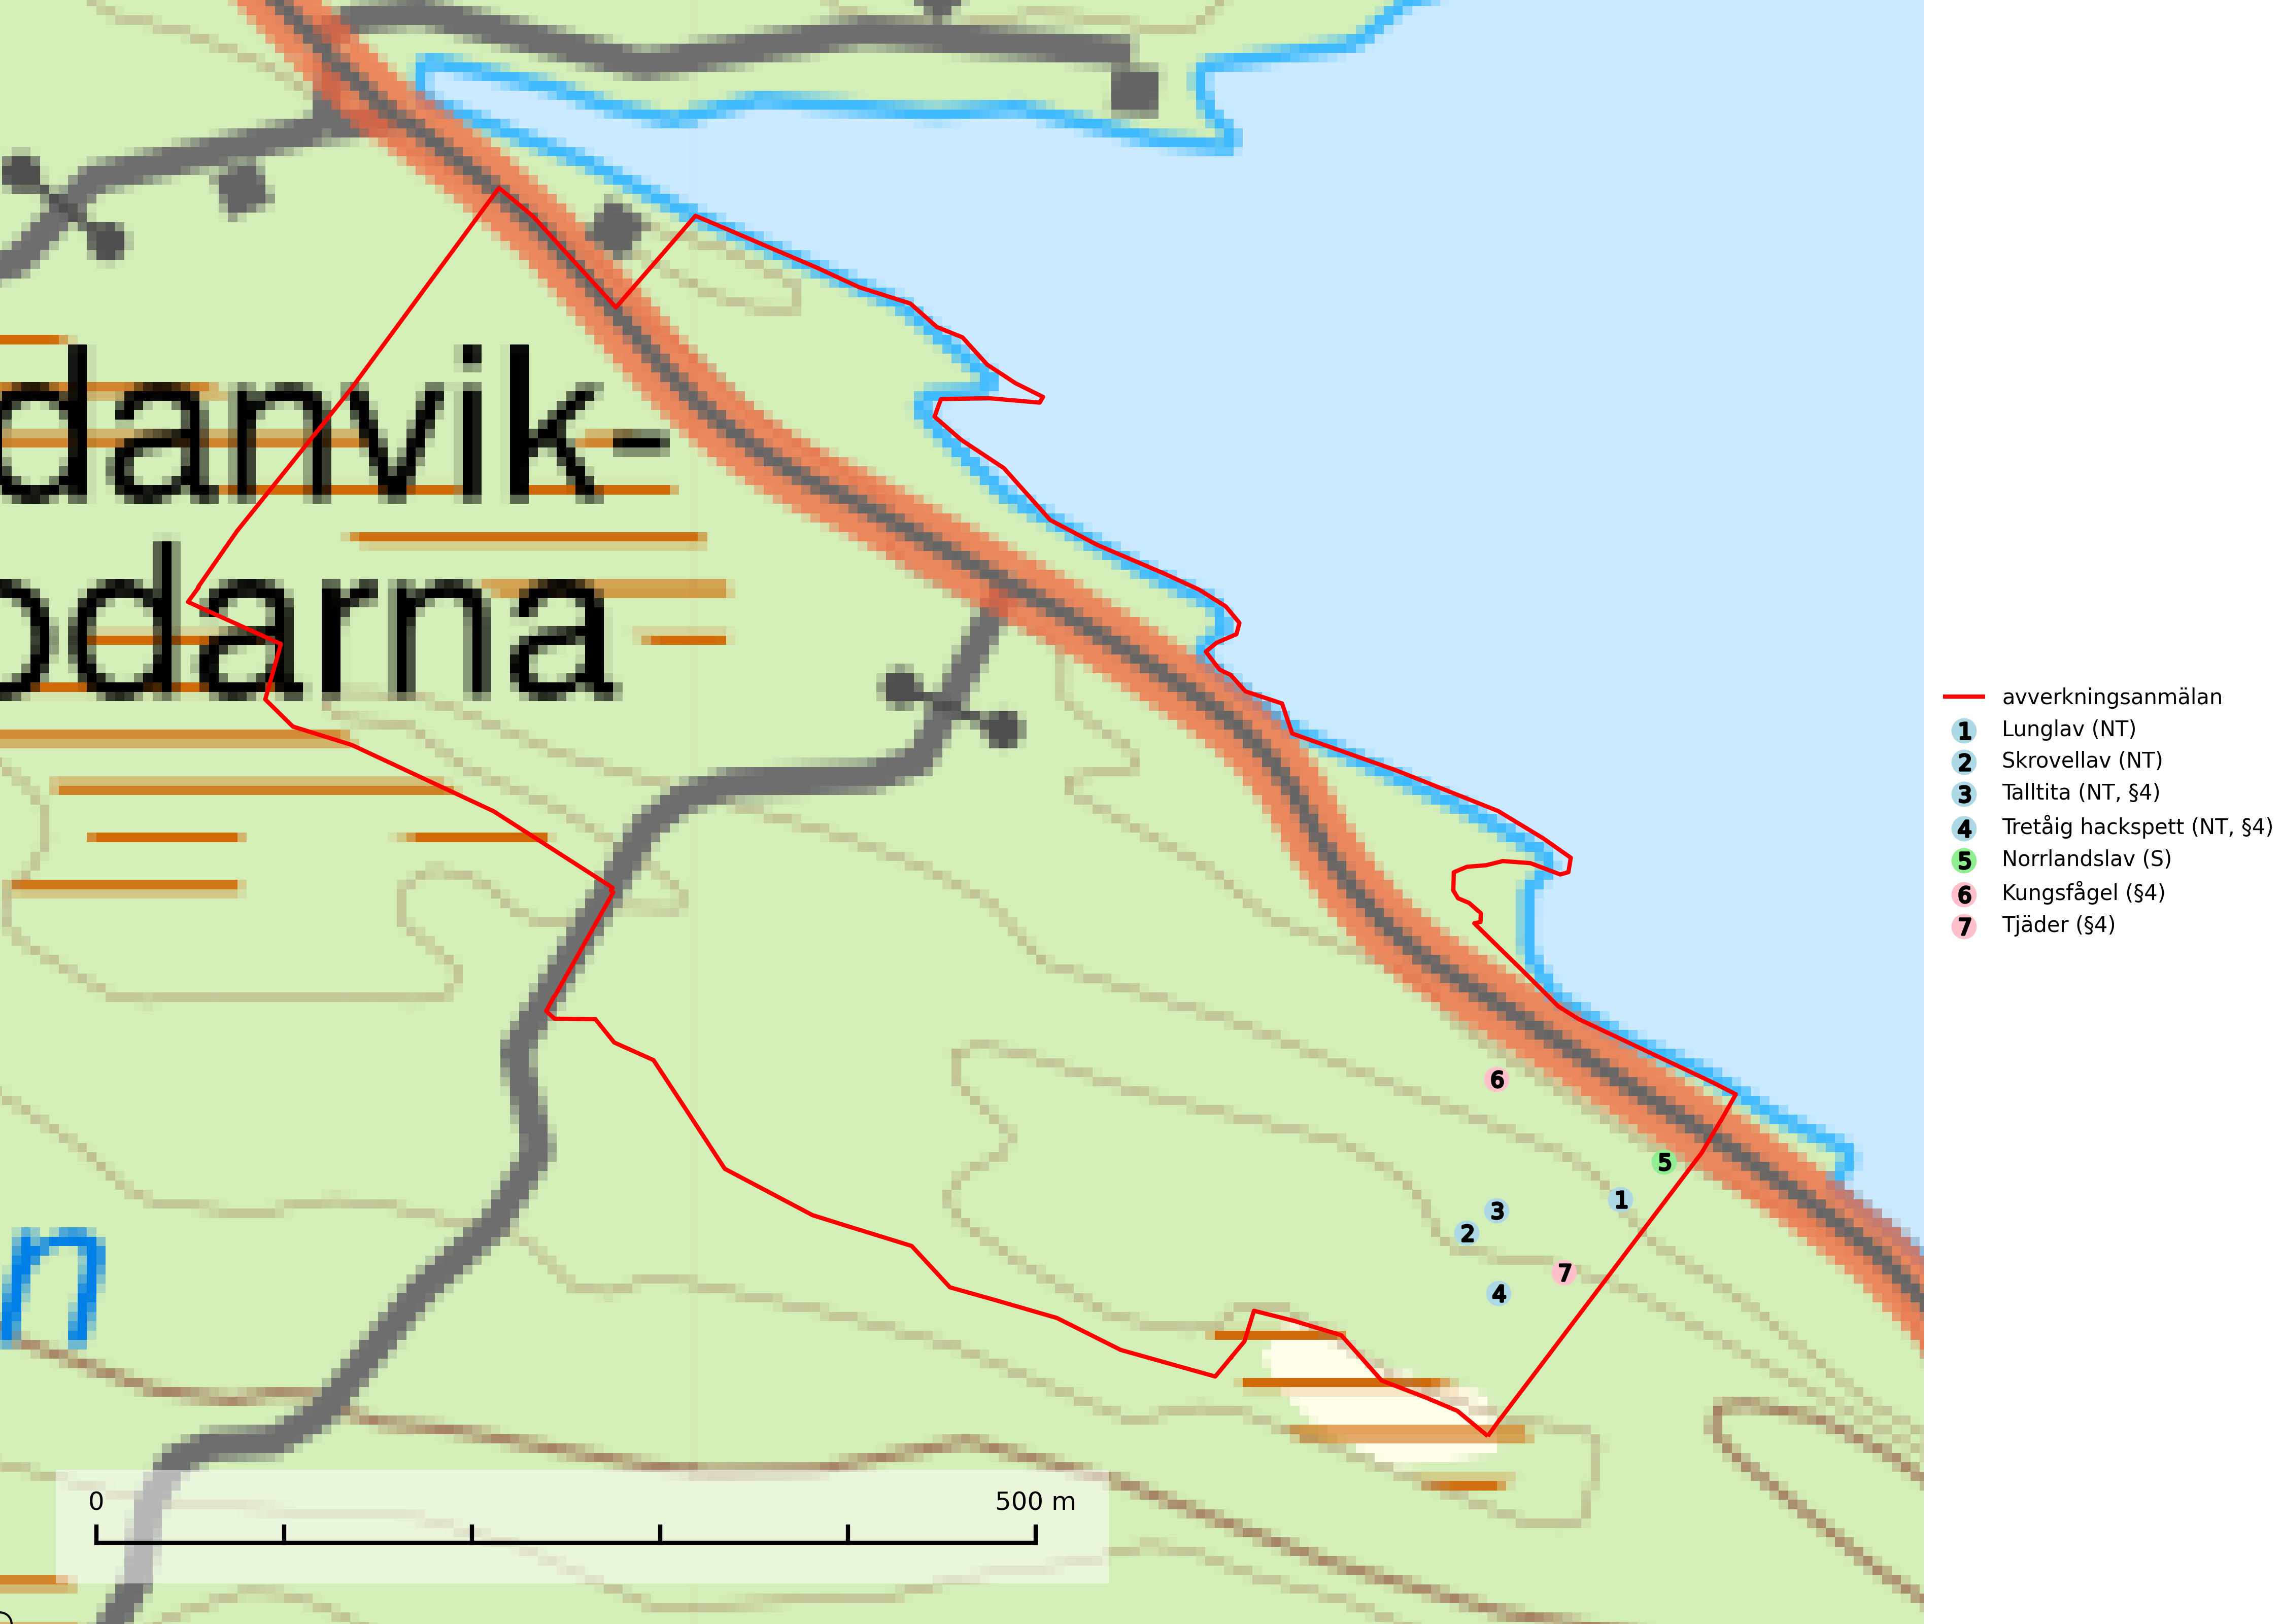 danvik-
odarna
n
6
5
1
3
2
7
4
0 500 m
avverkningsanmälan
1 Lunglav (NT)
2 Skrovellav (NT)
3 Talltita (NT, §4)
4 Tretåig hackspett (NT, §4)
5 Norrlandslav (S)
6 Kungsfågel (§4)
7 Tjäder (§4)